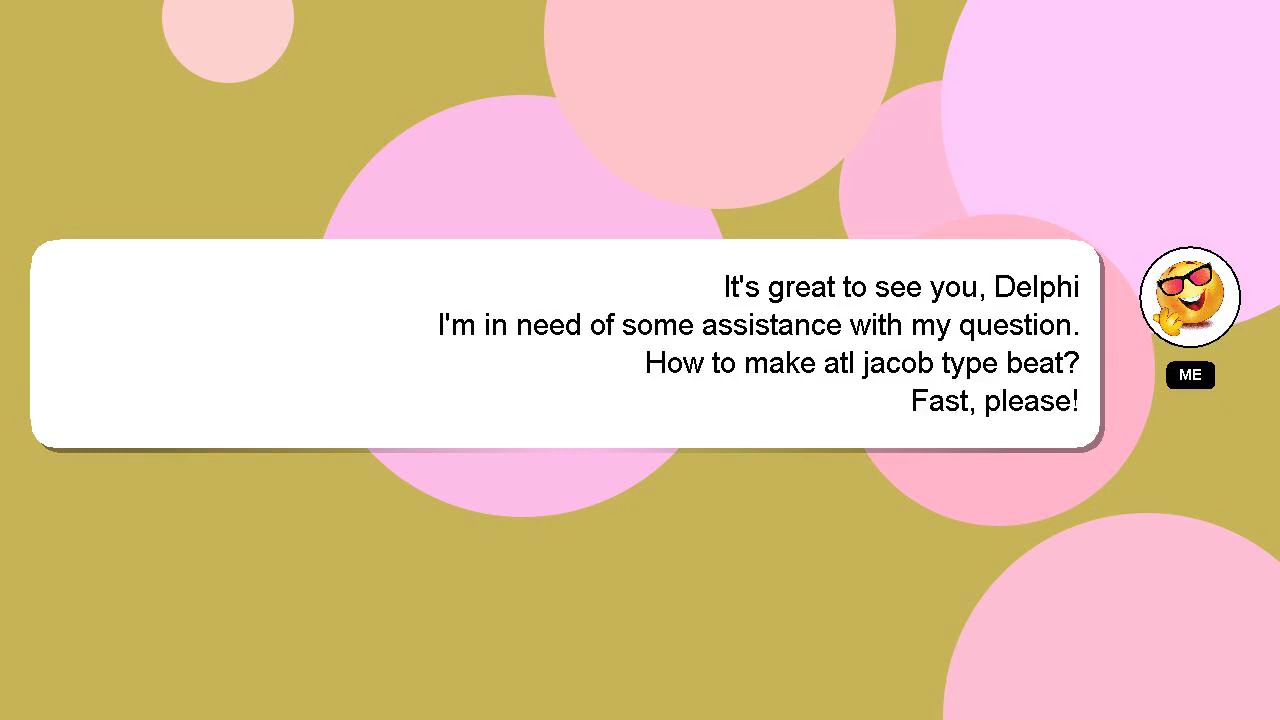 It's great to see you, Delphi
I'm in need of some assistance with my question.
How to make atl jacob type beat?
Fast, please!
ME